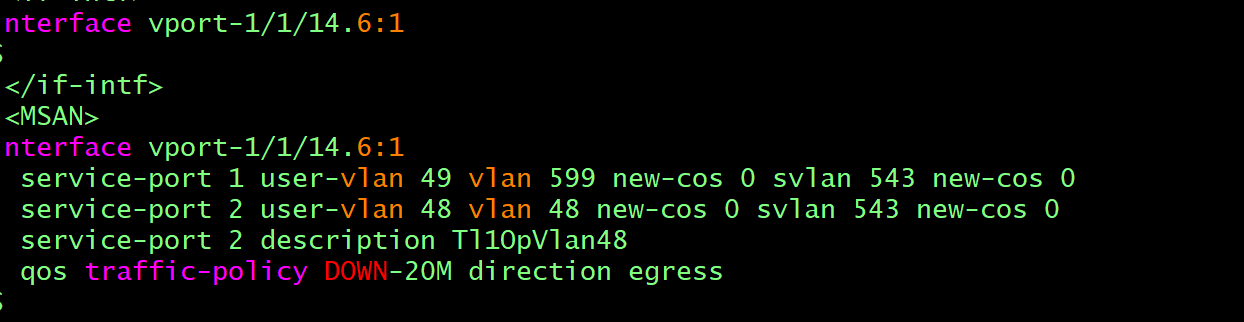 nterface vport-1/1/14.6:1
</if-intf>
<MSAN>
nterface vport-1/1/14.6:1
service-port 1 user-vlan 49 vlan 599 new-cos 0 svlan 543 new-cos 0
service-port 2 user-vlan 48 vlan 48 new-cos 0 svlan 543 new-cos 0
service-port 2 description Tl1OpVlan48
qos traffic-policy DOWN-20M direction egress